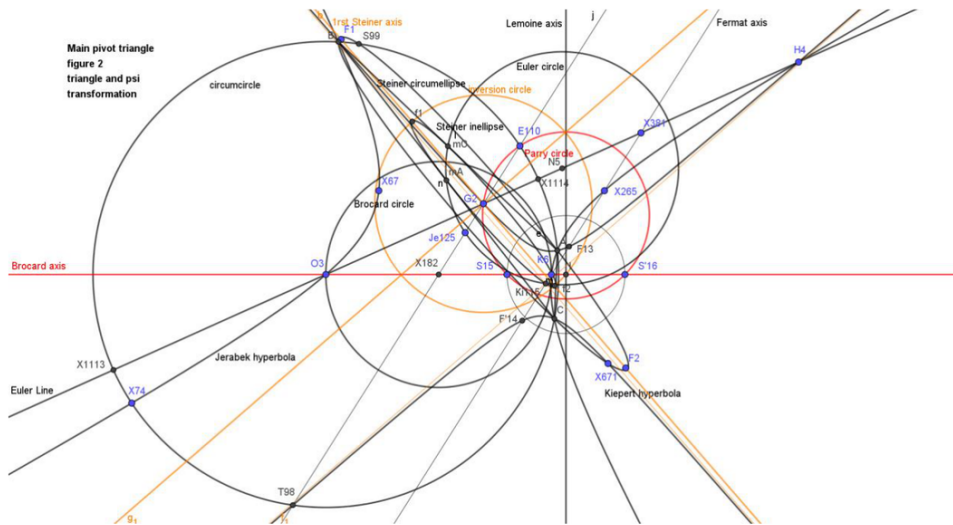 1rst Steiner axis
Lemoine axis
j
Fermat axis
B
F1
S99
Main pivot triangle
figure 2
triangle and psi
transformation
H4
Euler circle
circumcircle
Steiner circumellipse
nversion circle
f1
Steiner inellipse
E110
X381
mC
Parry circle
N5
mA
n
X1114
X67
X265
Brocard circle
G2
Je125
e
A
F13
Brocard axis
O3
X182
S15
K6
S'16
Ki115
f2
F'14
C
X1113
Jerabek hyperbola
F2
X671
Euler Line
X74
Kiepert hyperbola
T98
g₁